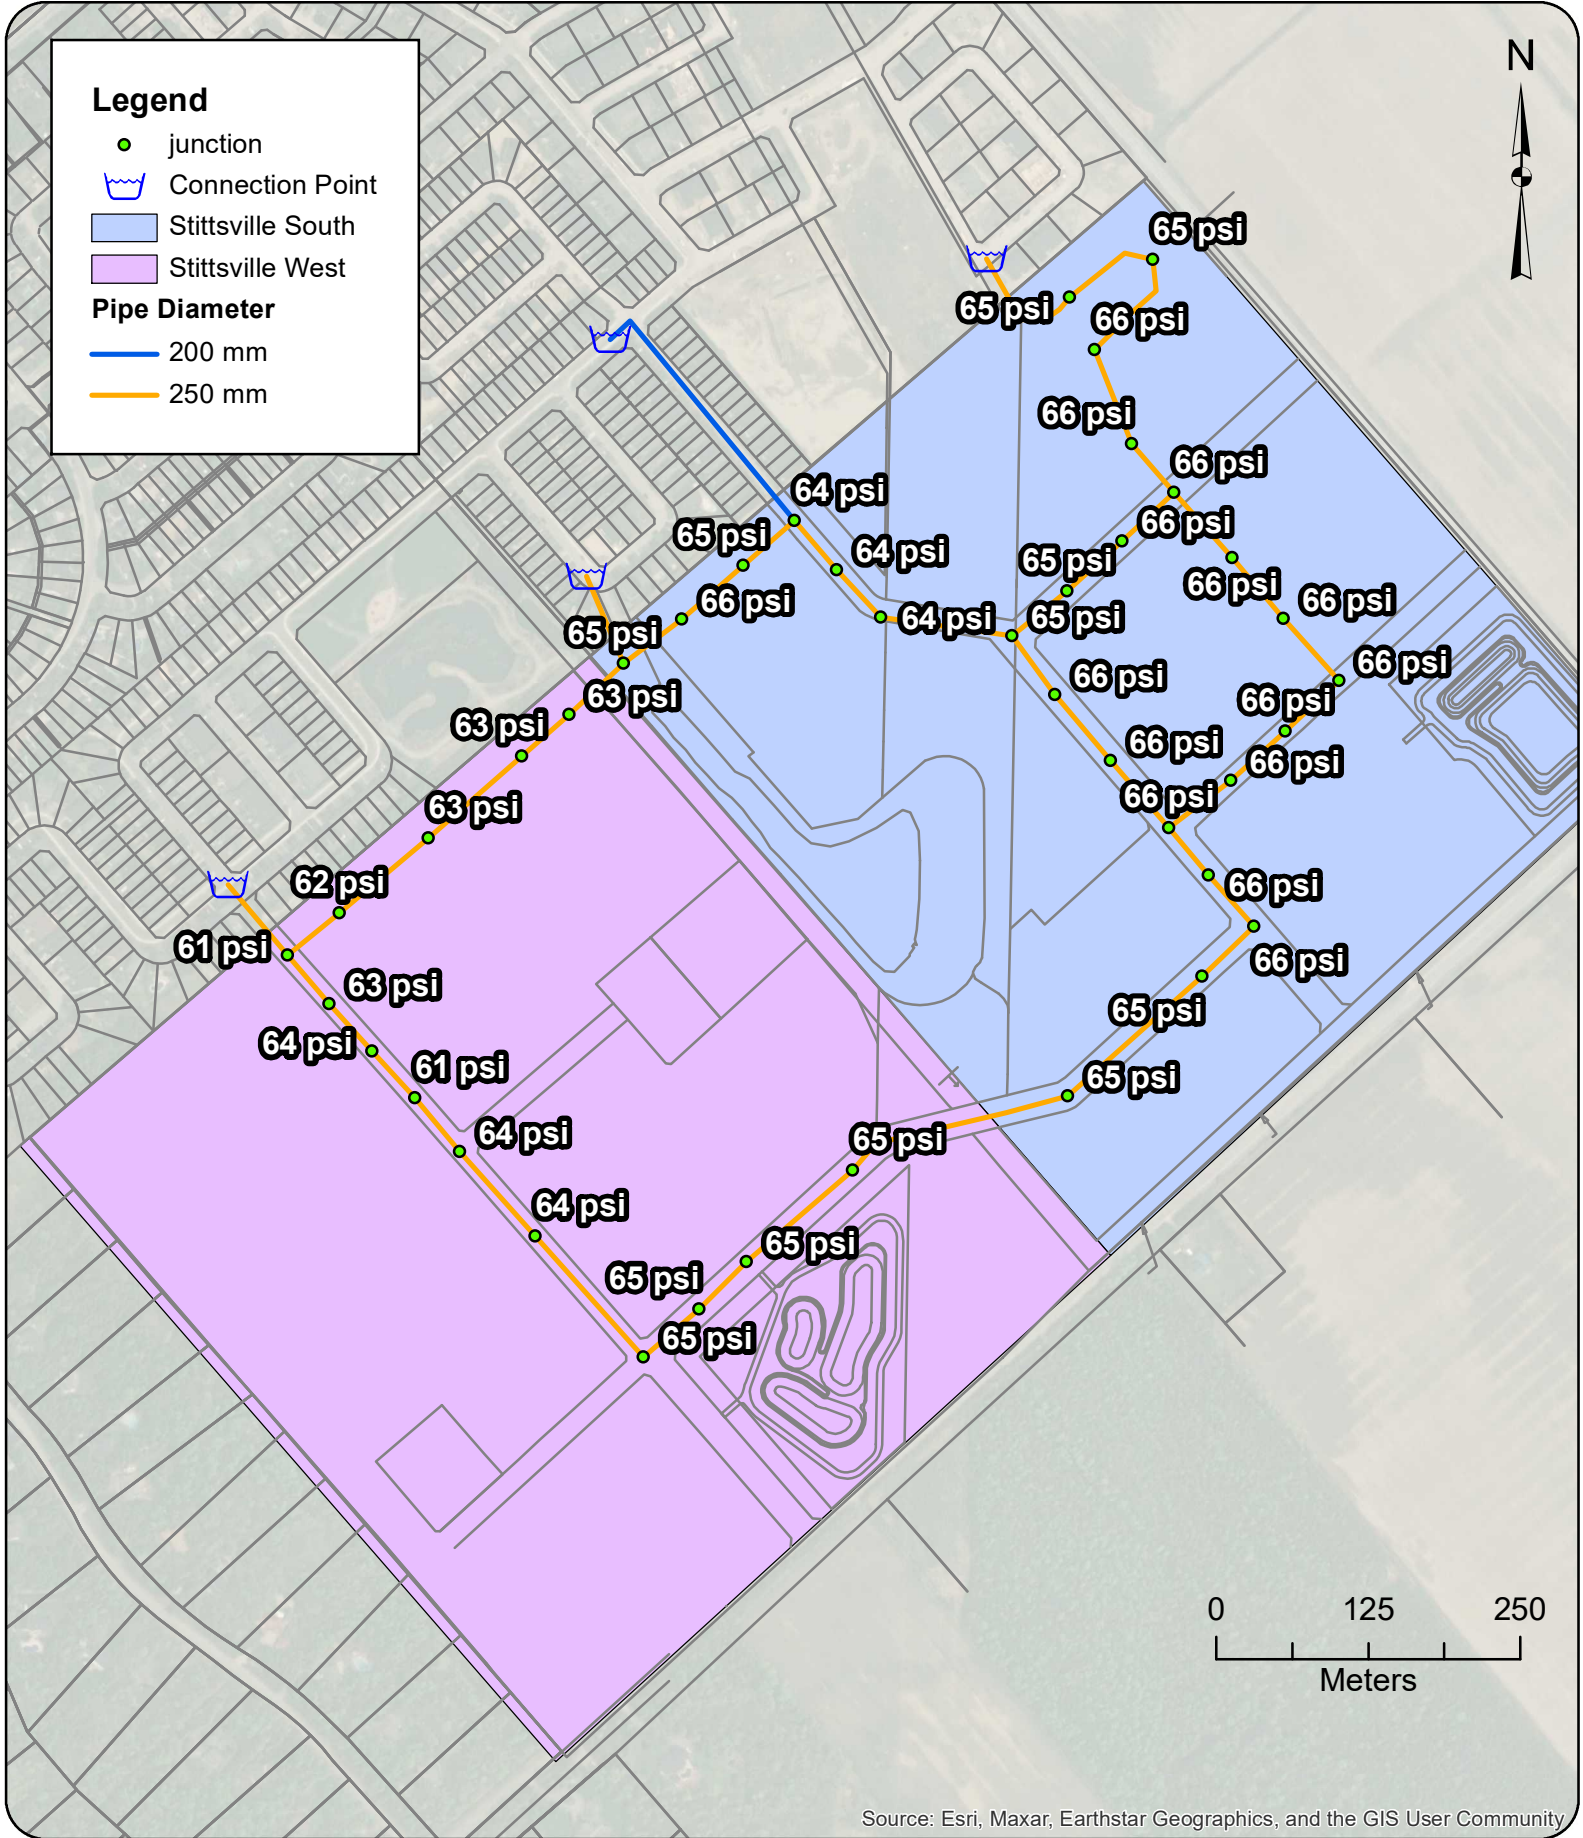 Legend
junction
Connection Point
Stittsville South
Stittsville West
Pipe Diameter
200 mm
250 mm
N
65 psi
65 psi
66 psi
66 psi
66 psi
64 psi
66 psi
65 psi
64 psi
65 psi
66 psi
66 psi
66 psi
64 psi
65 psi
65 psi
66 psi
66 psi
63 psi
66 psi
63 psi
66 psi
66 psi
66 psi
63 psi
62 psi
66 psi
61 psi
66 psi
63 psi
65 psi
64 psi
61 psi
65 psi
64 psi
65 psi
64 psi
65 psi
65 psi
65 psi
0 125 250
Meters
Source: Esri, Maxar, Earthstar Geographics, and the GIS User Community